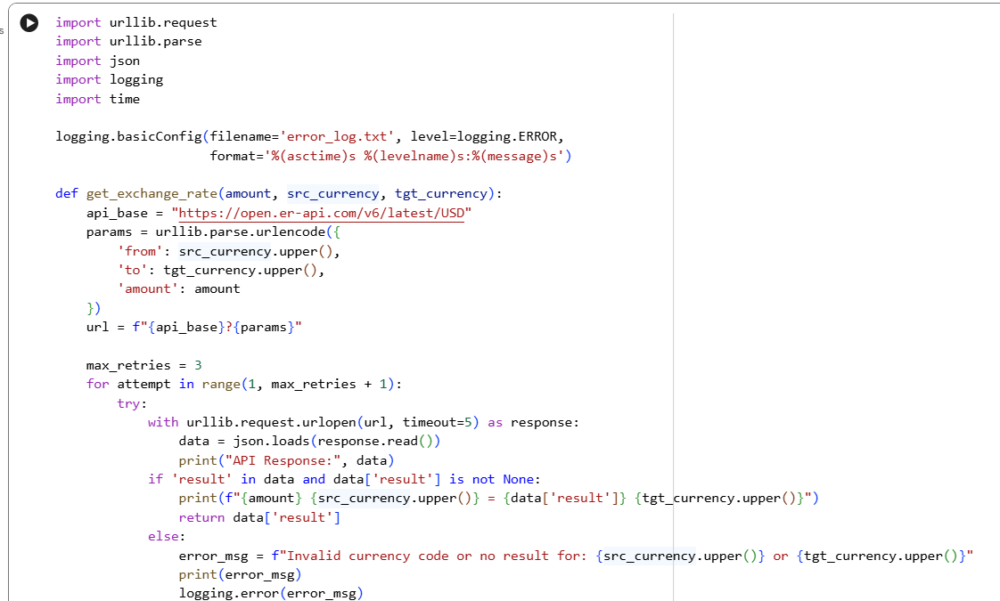 import urllib.request
import urllib.parse
import json
import logging
import time

logging.basicConfig(filename='error_log.txt', level=logging.ERROR,
                    format='%(asctime)s %(levelname)s:%(message)s')

def get_exchange_rate(amount, src_currency, tgt_currency):
    api_base = "https://open.er-api.com/v6/latest/USD"
    params = urllib.parse.urlencode({
        'from': src_currency.upper(),
        'to': tgt_currency.upper(),
        'amount': amount
    })
    url = f"{api_base}?{params}"

    max_retries = 3
    for attempt in range(1, max_retries + 1):
        try:
            with urllib.request.urlopen(url, timeout=5) as response:
                data = json.loads(response.read())
                print("API Response:", data)
            if 'result' in data and data['result'] is not None:
                print(f"{amount} {src_currency.upper()} = {data['result']} {tgt_currency.upper()}")
                return data['result']
            else:
                error_msg = f"Invalid currency code or no result for: {src_currency.upper()} or {tgt_currency.upper()}"
                print(error_msg)
                logging.error(error_msg)